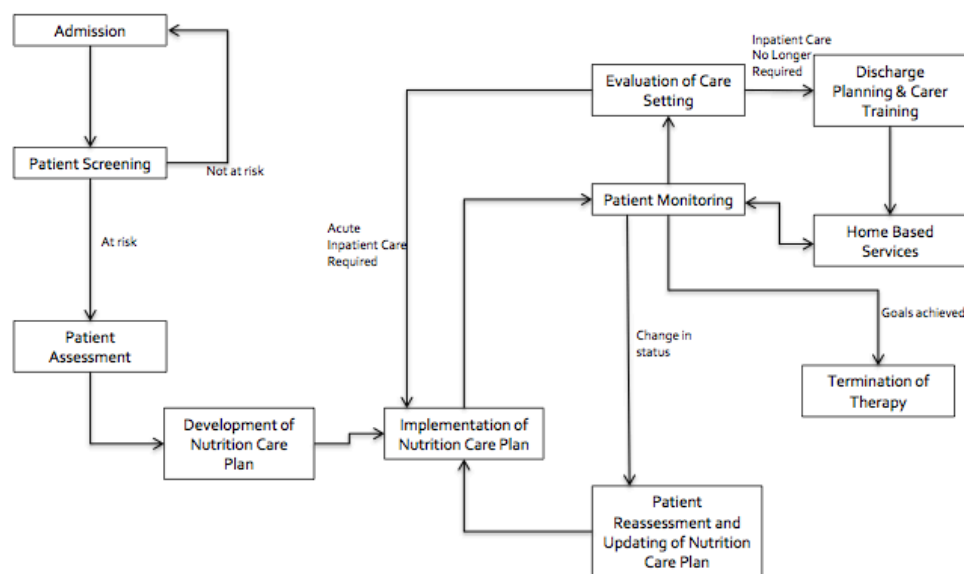 Admission
Patient Screening
Not at risk
At risk
Patient
Assessment
Development of
Nutrition Care
Plan
Implementation of
Nutrition Care Plan
Acute
Inpatient Care
Required
Evaluation of Care
Setting
Inpatient Care
No Longer
Required
Discharge
Planning & Carer
Training
Patient Monitoring
Home Based
Services
Goals achieved
Change in
status
Termination of
Therapy
Patient
Reassessment and
Updating of Nutrition
Care Plan